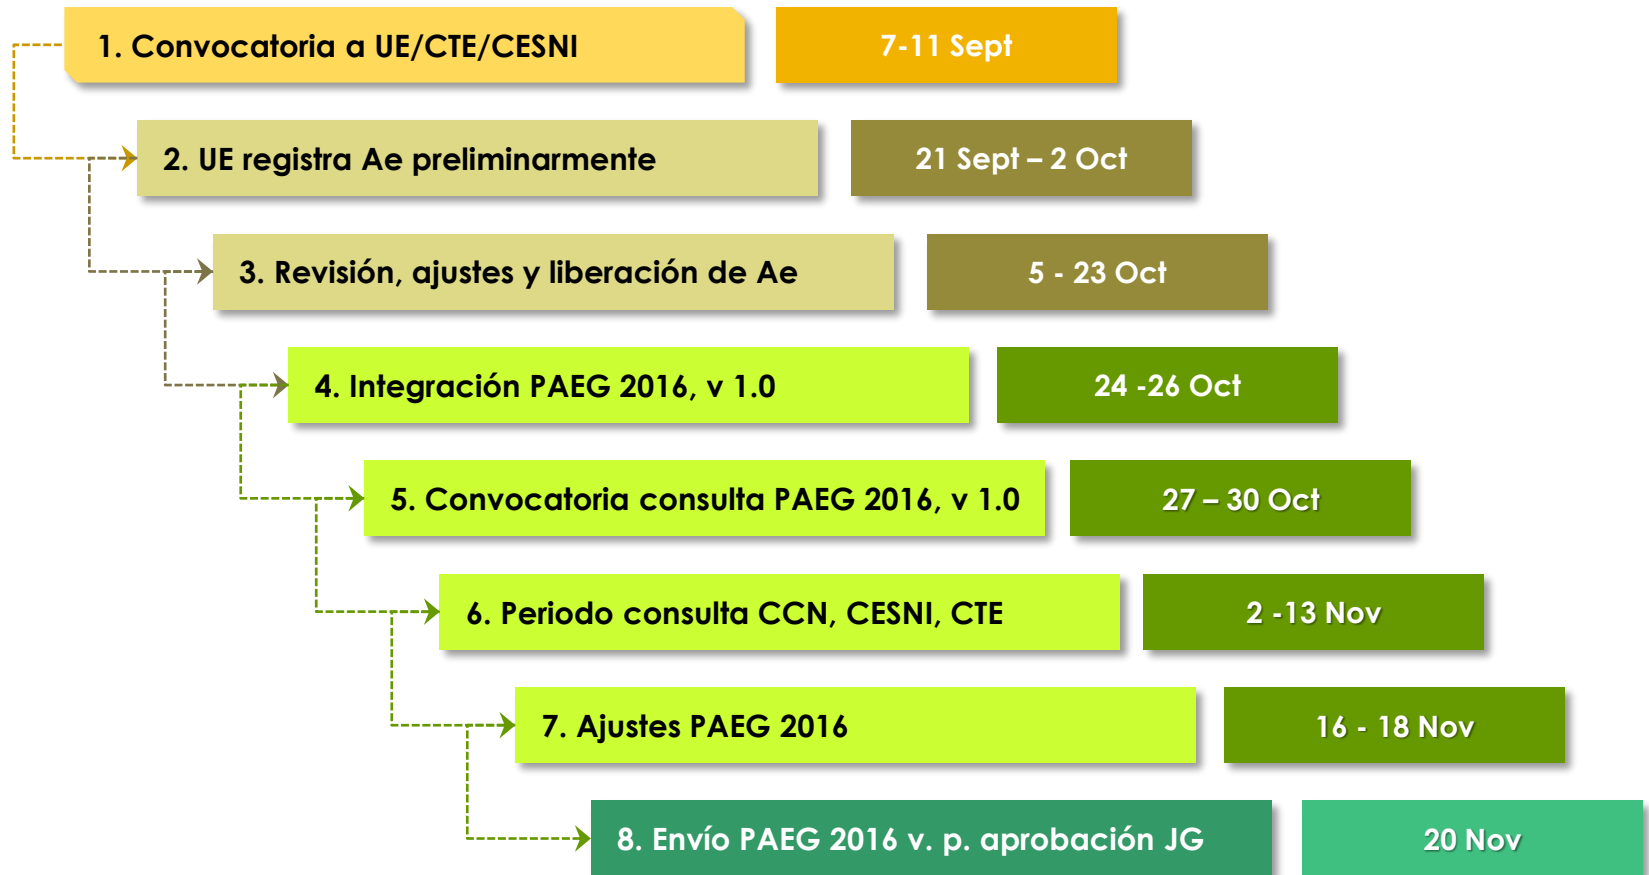 1. Convocatoria a UE/CTE/CESNI
7-11 Sept
2. UE registra Ae preliminarmente
21 Sept – 2 Oct
3. Revisión, ajustes y liberación de Ae
5 - 23 Oct
4. Integración PAEG 2016, v 1.0
24 -26 Oct
5. Convocatoria consulta PAEG 2016, v 1.0
27 – 30 Oct
6. Periodo consulta CCN, CESNI, CTE
2 -13 Nov
7. Ajustes PAEG 2016
16 - 18 Nov
8. Envío PAEG 2016 v. p. aprobación JG
20 Nov